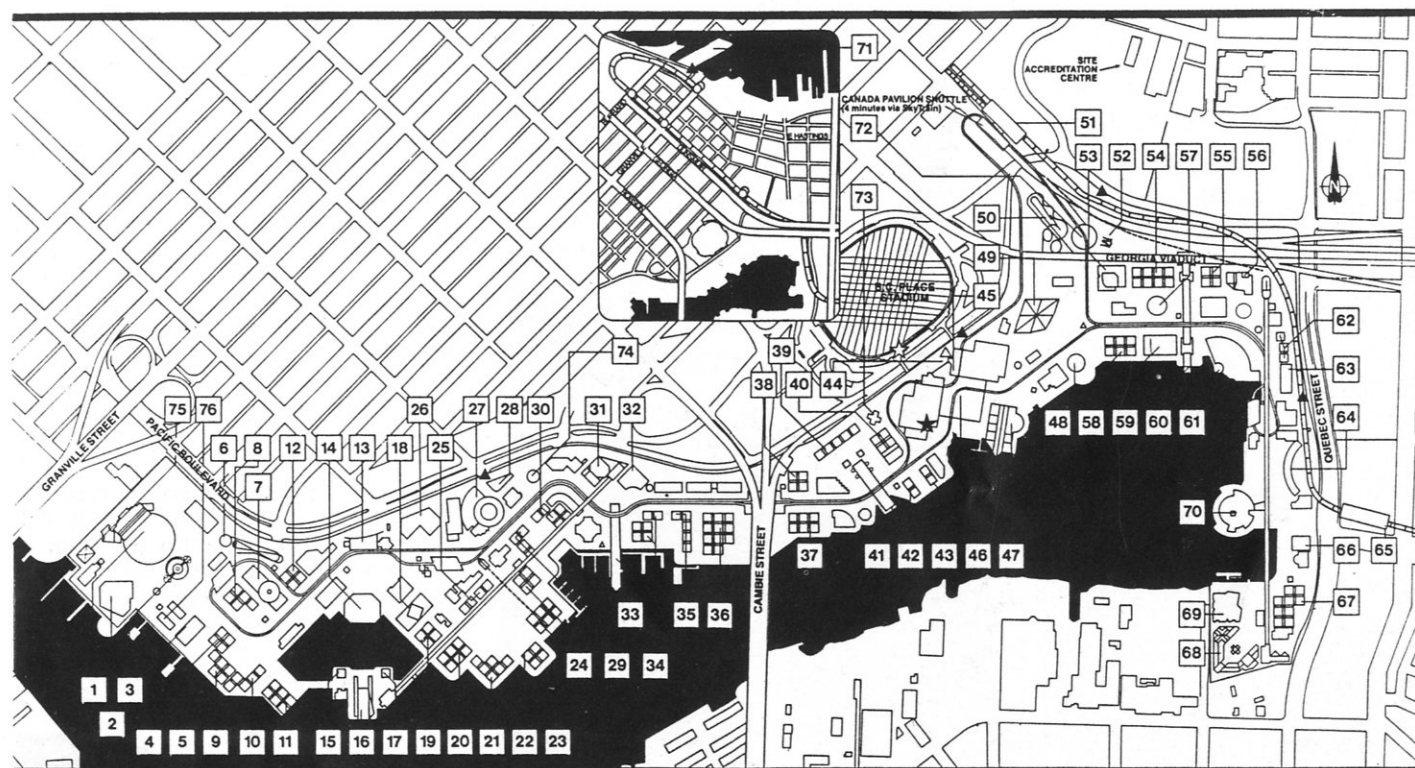 71
SITE
ACCREDITATION
CENTRE
CANADA PAVILION SHUTTLE
(4 minutes via SkyTrain)
E HASTINGS
72
51
53 52 54 57 55 56
N
73
50
49
GEORGIA VIADUCT
B.C. PLACE
STADIUM
45
62
74
39
63
38 40 44
75 76
26 27 28 30 31 32
64
GRANVILLE STREET
PACIFIC BOULEVARD
6 8 12 14 13 18 25
7
48 58 59 60 61
QUEBEC STREET
70
37
41 42 43 46 47
66 65
CAMBIE STREET
33 35 36
69
67
24 29 34
68
1 3
2
4 5 9 10 11 15 16 17 19 20 21 22 23